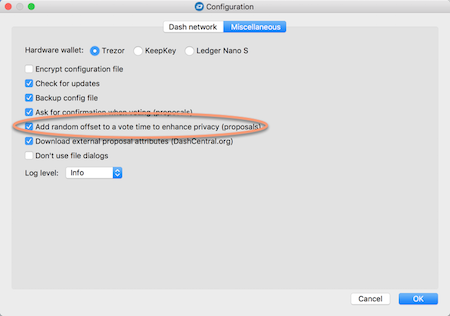 Configuration
Dash network Miscellaneous
Hardware wallet: Trezor KeepKey Ledger Nano S
Encrypt configuration file
Check for updates
Backup config file
Ask for confirmation when voting (proposals)
Add random offset to a vote time to enhance privacy (proposals)
Download external proposal attributes (DashCentral.org)
Don't use file dialogs
Log level: Info
Cancel OK